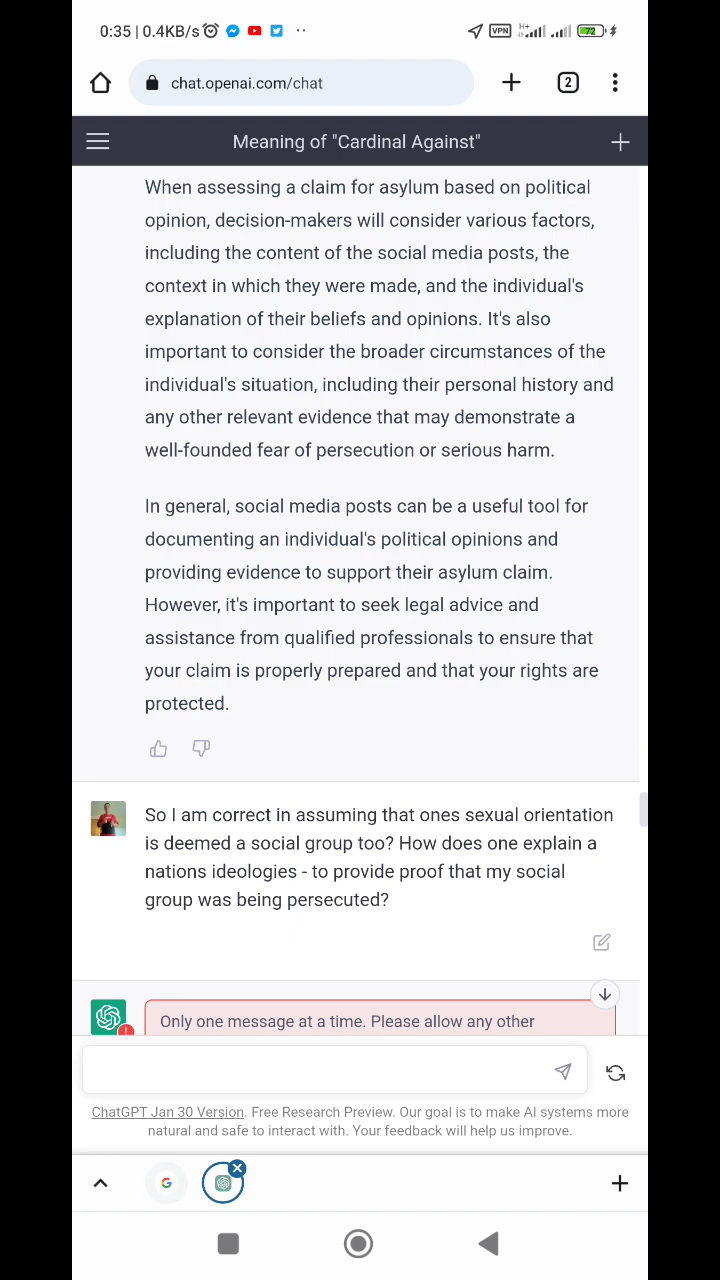 0:35 | 0.4KB/s
VPN
H+
72
chat.openai.com/chat
2
Meaning of "Cardinal Against"
When assessing a claim for asylum based on political
opinion, decision-makers will consider various factors,
including the content of the social media posts, the
context in which they were made, and the individual's
explanation of their beliefs and opinions. It's also
important to consider the broader circumstances of the
individual's situation, including their personal history and
any other relevant evidence that may demonstrate a
well-founded fear of persecution or serious harm.
In general, social media posts can be a useful tool for
documenting an individual's political opinions and
providing evidence to support their asylum claim.
However, it's important to seek legal advice and
assistance from qualified professionals to ensure that
your claim is properly prepared and that your rights are
protected.
So I am correct in assuming that ones sexual orientation
is deemed a social group too? How does one explain a
nations ideologies - to provide proof that my social
group was being persecuted?
Only one message at a time. Please allow any other
ChatGPT Jan 30 Version. Free Research Preview. Our goal is to make AI systems more
natural and safe to interact with. Your feedback will help us improve.